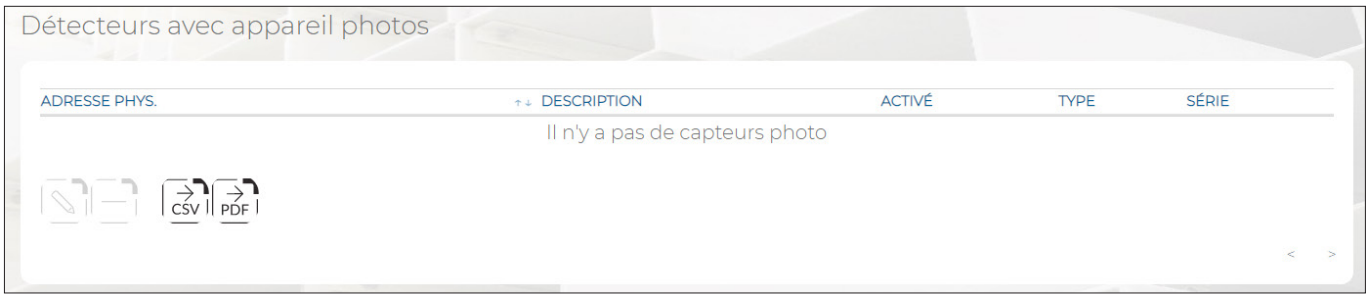 Détecteurs avec appareil photos
ADRESSE PHYS. ↑↓ DESCRIPTION ACTIVÉ TYPE SÉRIE
Il n'y a pas de capteurs photo
CSV PDF
< >